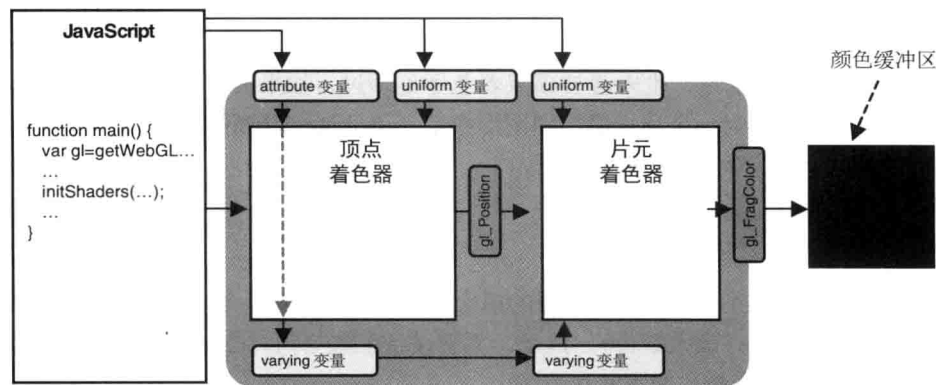 JavaScript
function main() {
var gl=getWebGL…
…
initShaders(…);
…
}
attribute 变量
uniform 变量
uniform 变量
顶点
着色器
gl_Position
片元
着色器
gl_FragColor
颜色缓冲区
varying 变量
varying 变量